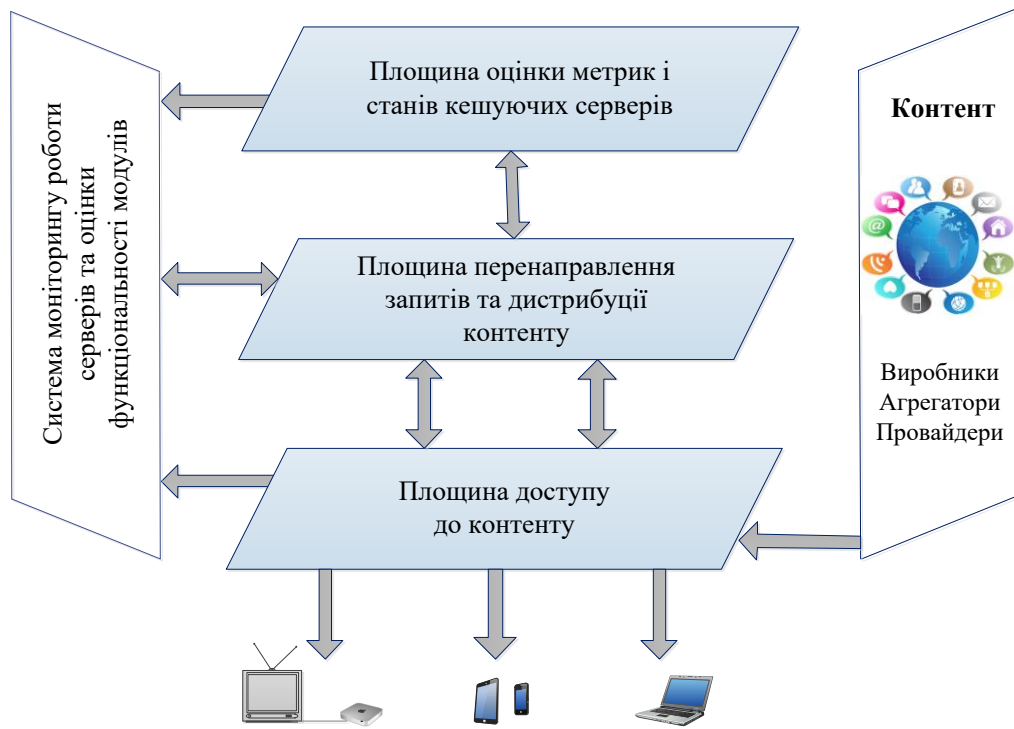 Система моніторингу роботи
серверів та оцінки
функціональності модулів
Площина оцінки метрик і
станів кешуючих серверів
Площина перенаправлення
запитів та дистрибуції
контенту
Площина доступу
до контенту
Контент
Виробники
Агрегатори
Провайдери